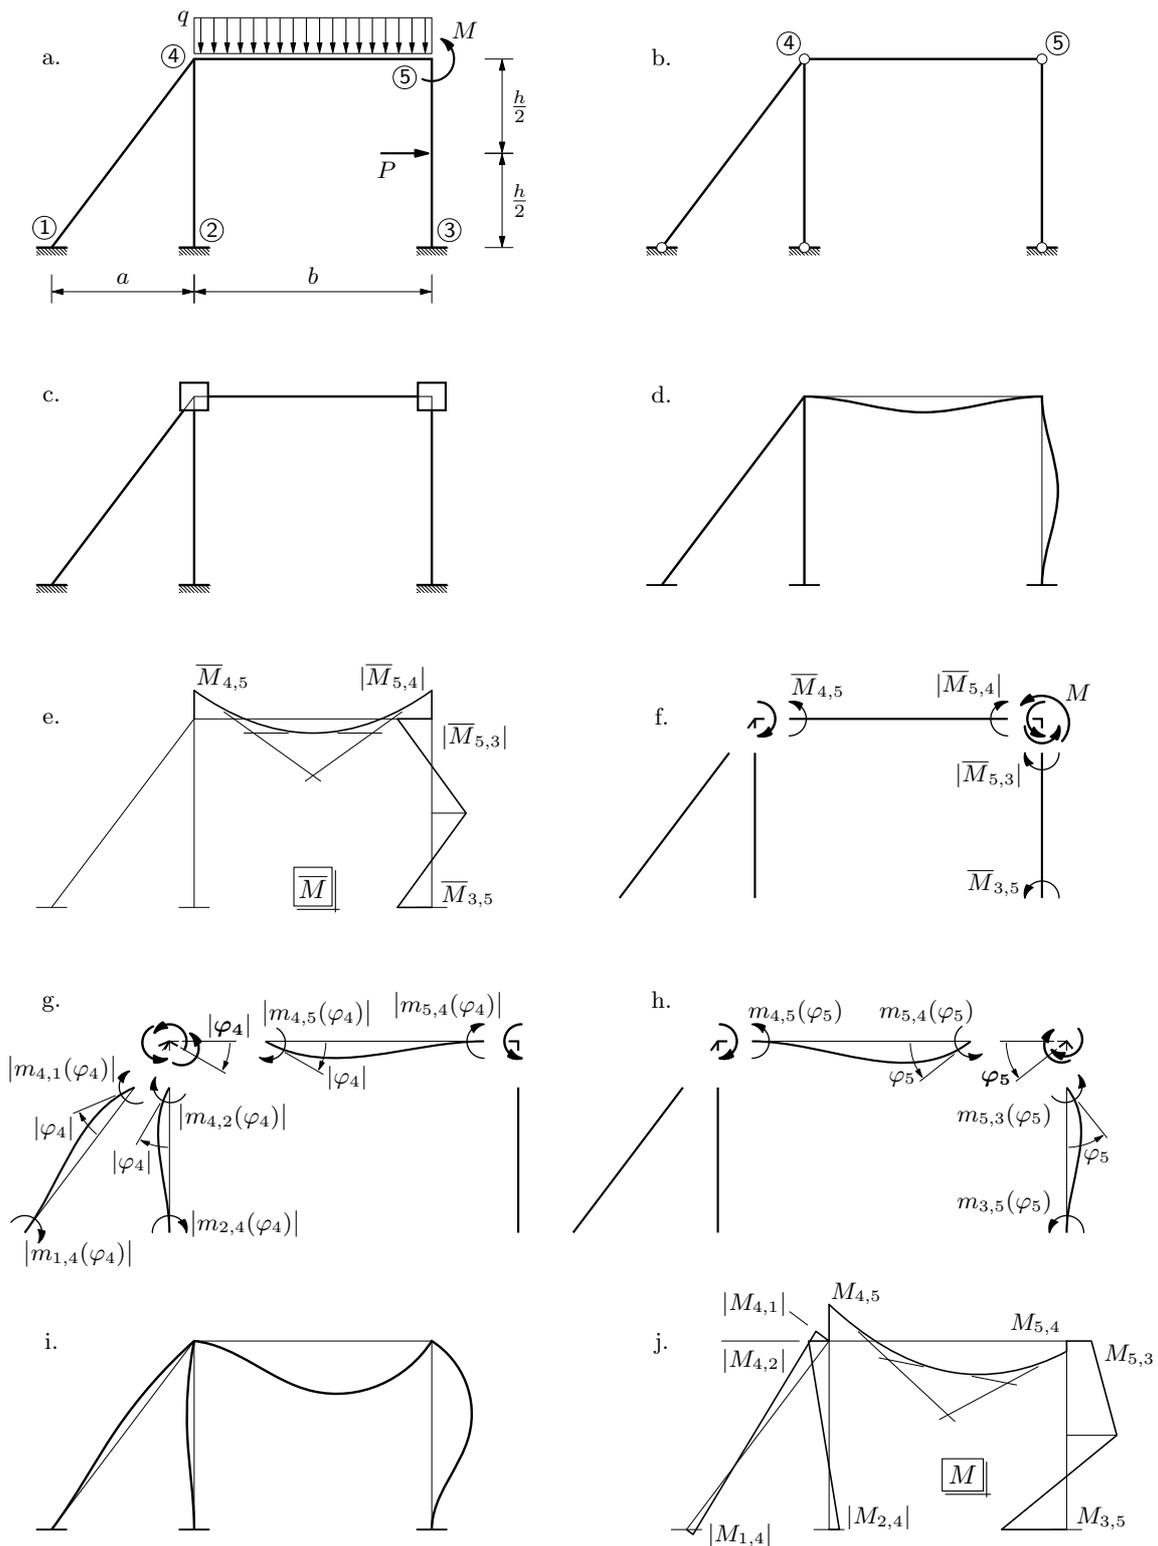 a.
q
M
④
⑤
h/2
P
h/2
①
②
③
a
b
b.
④
⑤
c.
d.
e.
M̅₄,₅
|M̅₅,₄|
|M̅₅,₃|
M̅
M̅₃,₅
f.
M̅₄,₅
|M̅₅,₄|
M
|M̅₅,₃|
M̅₃,₅
g.
|φ₄|
|m₄,₅(φ₄)|
|m₅,₄(φ₄)|
|m₄,₁(φ₄)|
|φ₄|
|φ₄|
|m₄,₂(φ₄)|
|φ₄|
|m₂,₄(φ₄)|
|m₁,₄(φ₄)|
h.
m₄,₅(φ₅)
m₅,₄(φ₅)
φ₅
φ₅
m₅,₃(φ₅)
φ₅
m₃,₅(φ₅)
i.
j.
|M₄,₁|
M₄,₅
M₅,₄
|M₄,₂|
M₅,₃
M
|M₁,₄|
|M₂,₄|
M₃,₅